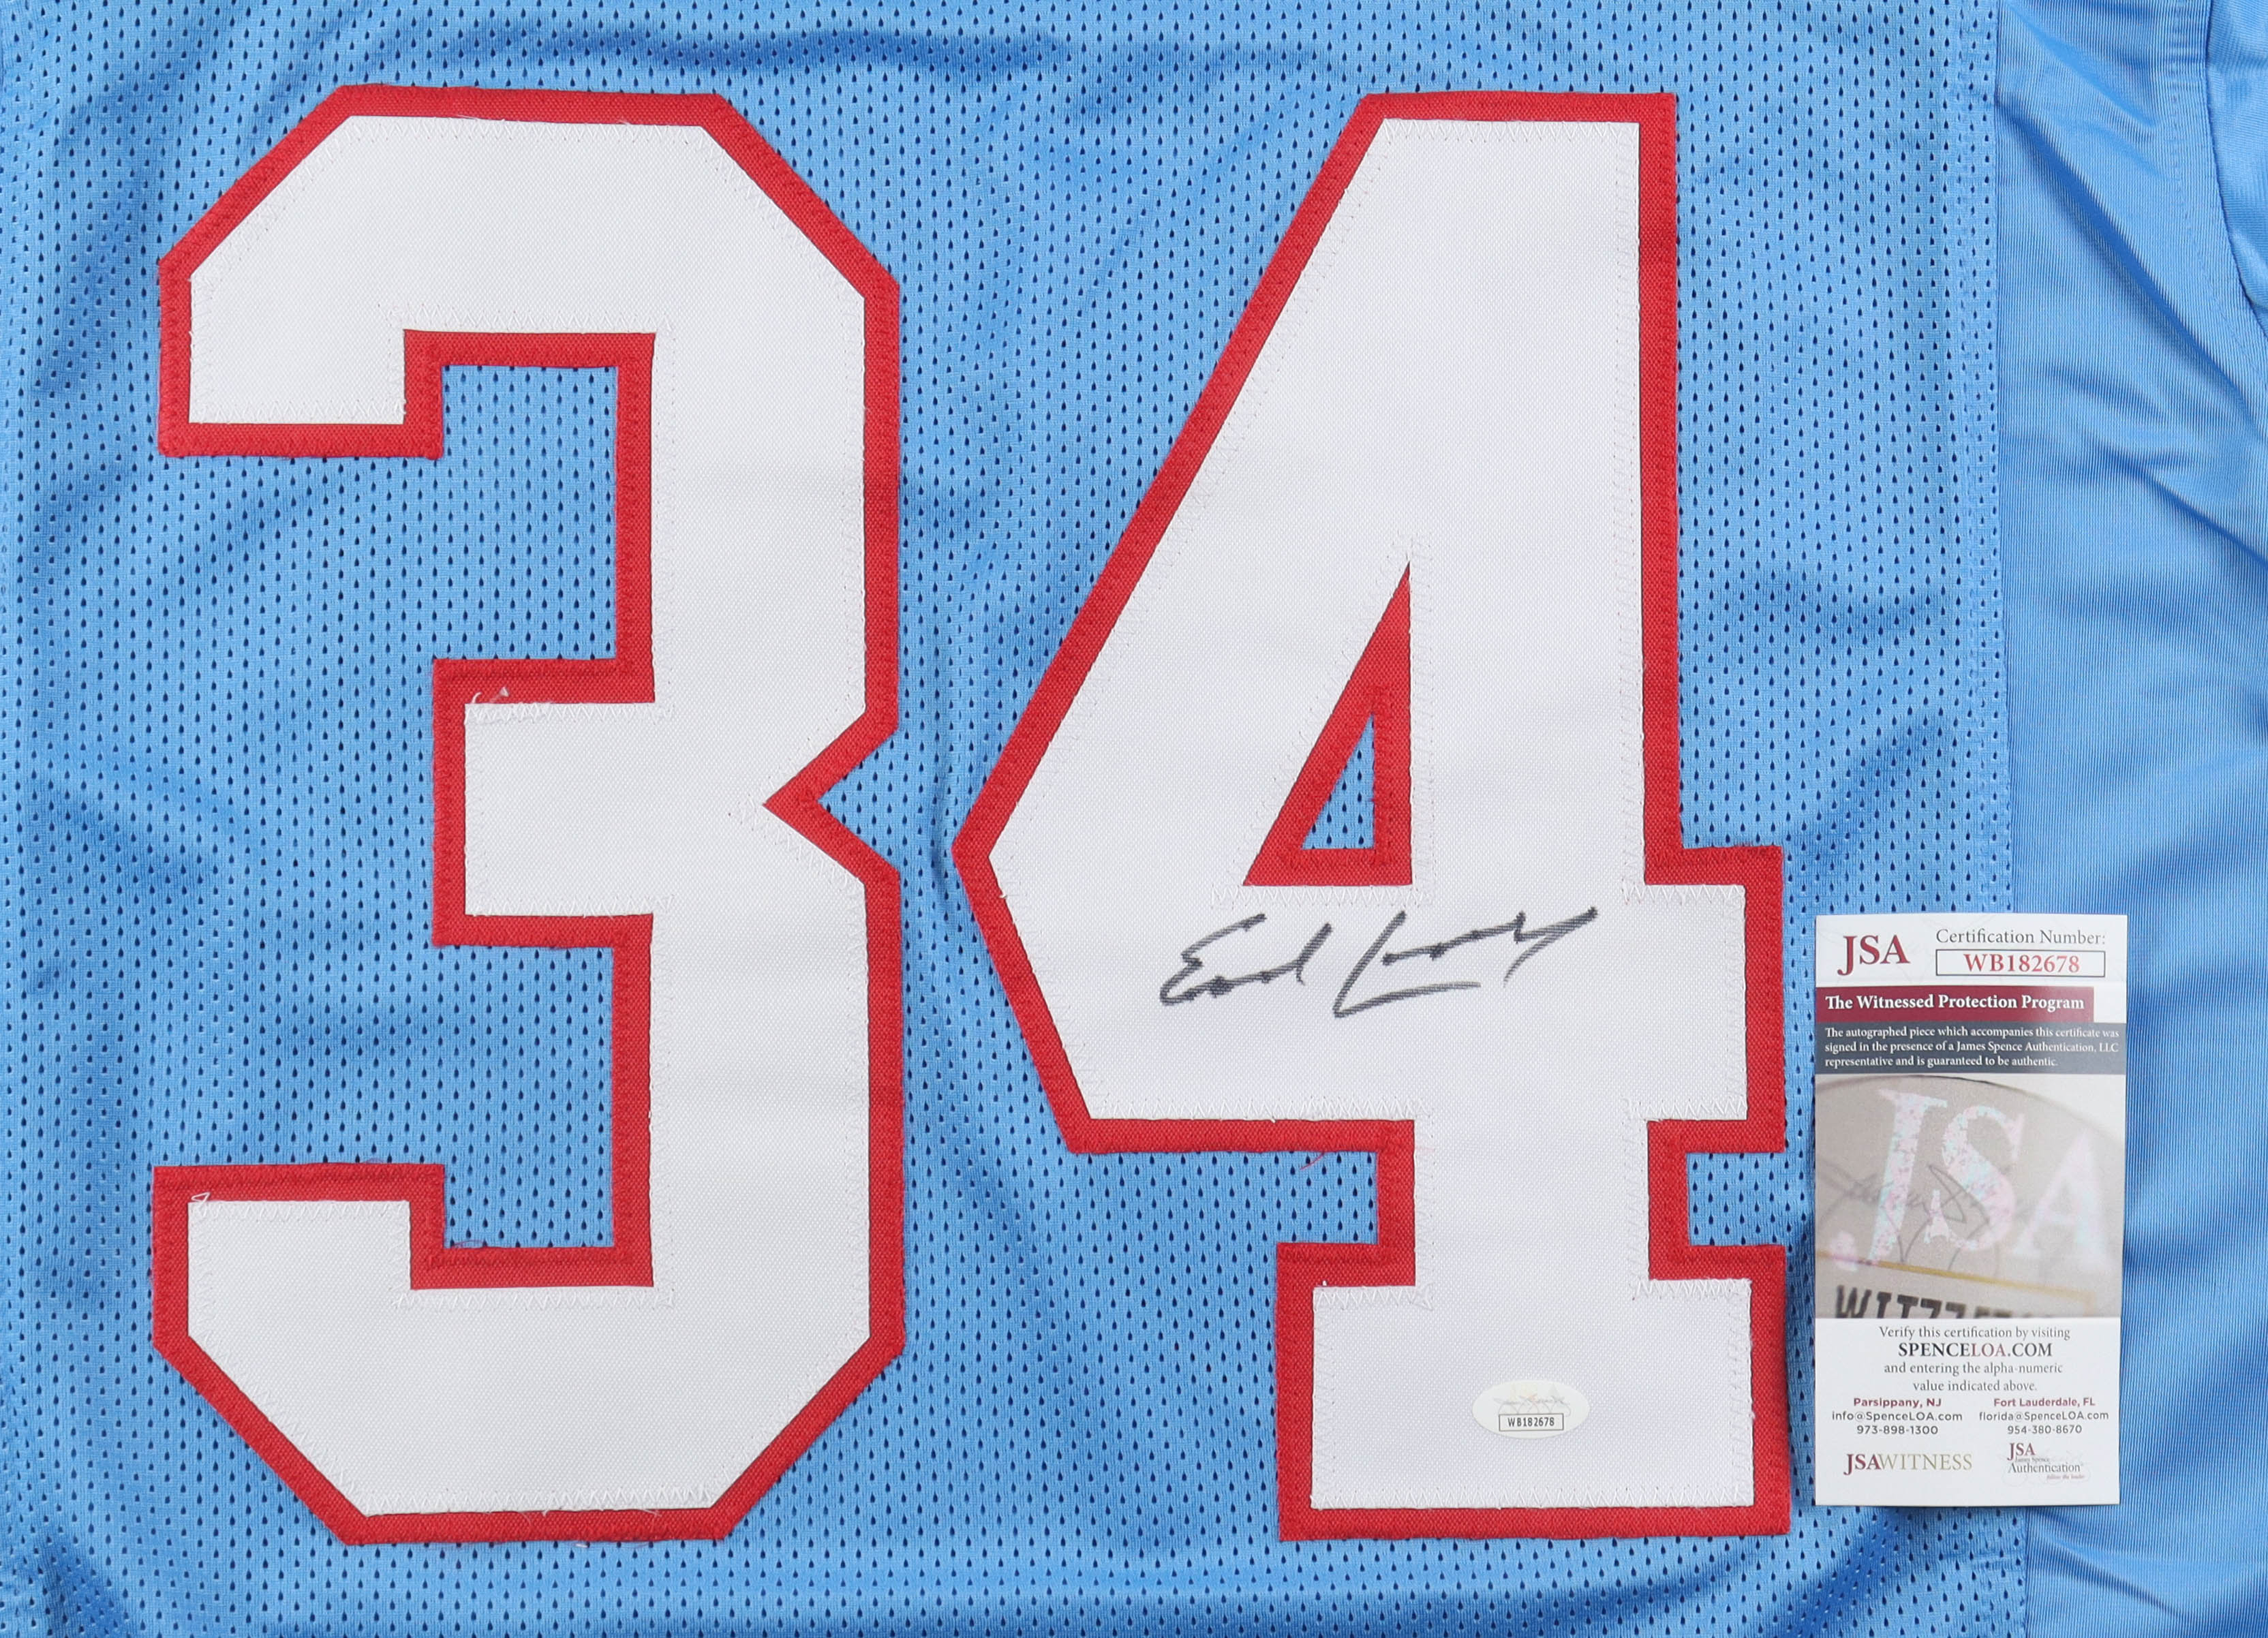 34
Earl Campbell
JSA
Certification Number:
WB182678
The Witnessed Protection Program
The autographed piece which accompanies this certificate was
signed in the presence of a James Spence Authentication, LLC
representative and is guaranteed to be authentic.
JSA
Verify this certification by visiting
SPENCELOA.COM
and entering the alpha-numeric
value indicated above.
Parsippany, NJ Fort Lauderdale, FL
info@SpenceLOA.com florida@SpenceLOA.com
973-898-1300 954-380-8670
JSAWITNESS
JSA
James Spence
Authentication
WB182678